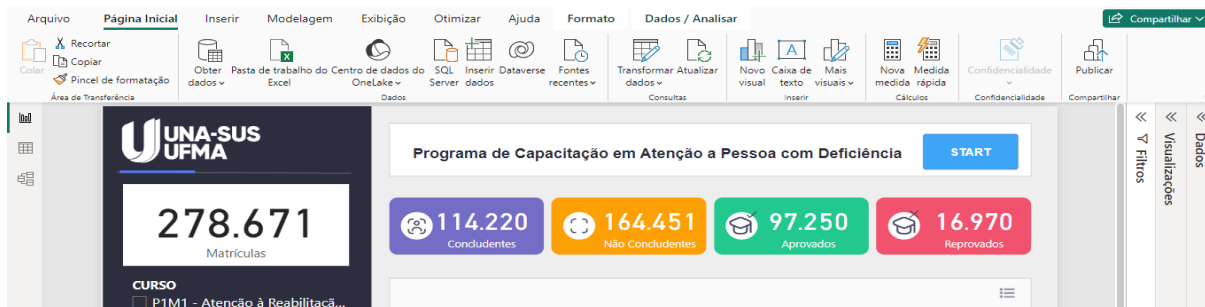 Arquivo Página Inicial Inserir Modelagem Exibição Otimizar Ajuda Formato Dados / Analisar Compartilhar
Colar
Recortar
Copiar
Pincel de formatação
Área de Transferência
Obter dados
Pasta de trabalho do Excel
Centro de dados do OneLake
SQL Server
Inserir dados
Dataverse
Fontes recentes
Dados
Transformar dados
Atualizar
Consultas
Novo visual
Caixa de texto
Mais visuais
Inserir
Nova medida
Medida rápida
Cálculos
Confidencialidade
Confidencialidade
Publicar
Compartilhar
UNA-SUS
UFMA
Programa de Capacitação em Atenção a Pessoa com Deficiência
START
278.671
Matrículas
114.220
Concludentes
164.451
Não Concludentes
97.250
Aprovados
16.970
Reprovados
CURSO
P1M1 - Atenção à Reabilitaçã...
Filtros
Visualizações
Dados